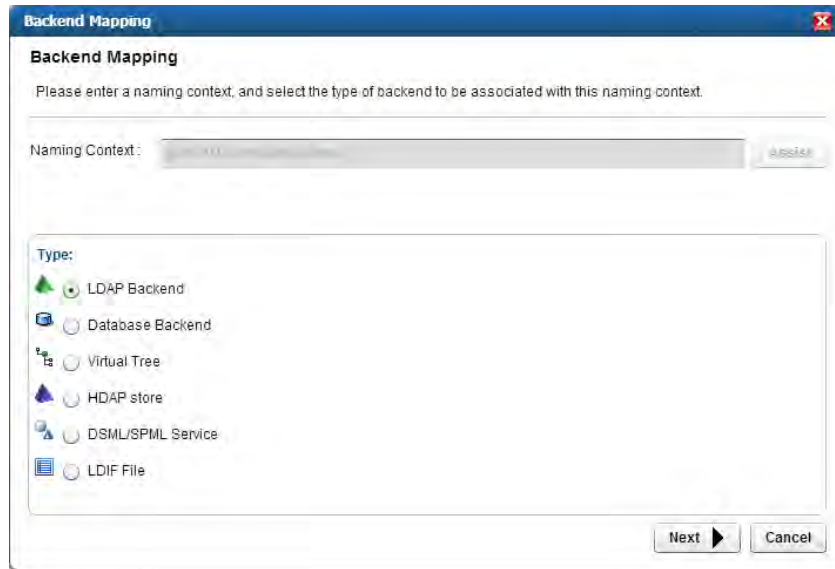 Backend Mapping
Backend Mapping
Please enter a naming context, and select the type of backend to be associated with this naming context.
Naming Context :
Assist
Type:
LDAP Backend
Database Backend
Virtual Tree
HDAP store
DSML/SPML Service
LDIF File
Next
Cancel